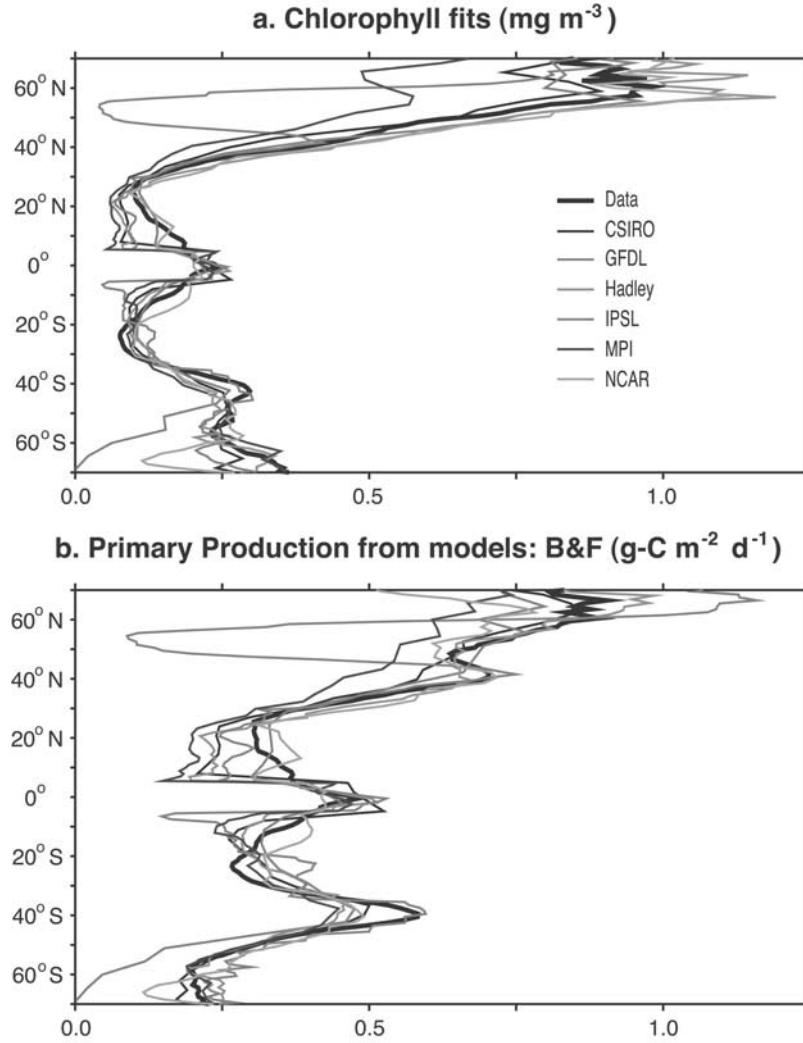 a. Chlorophyll fits (mg m⁻³)
60° N
40° N
20° N
0°
20° S
40° S
60° S
Data
CSIRO
GFDL
Hadley
IPSL
MPI
NCAR
0.0 0.5 1.0
b. Primary Production from models: B&F (g-C m⁻² d⁻¹)
60° N
40° N
20° N
0°
20° S
40° S
60° S
0.0 0.5 1.0